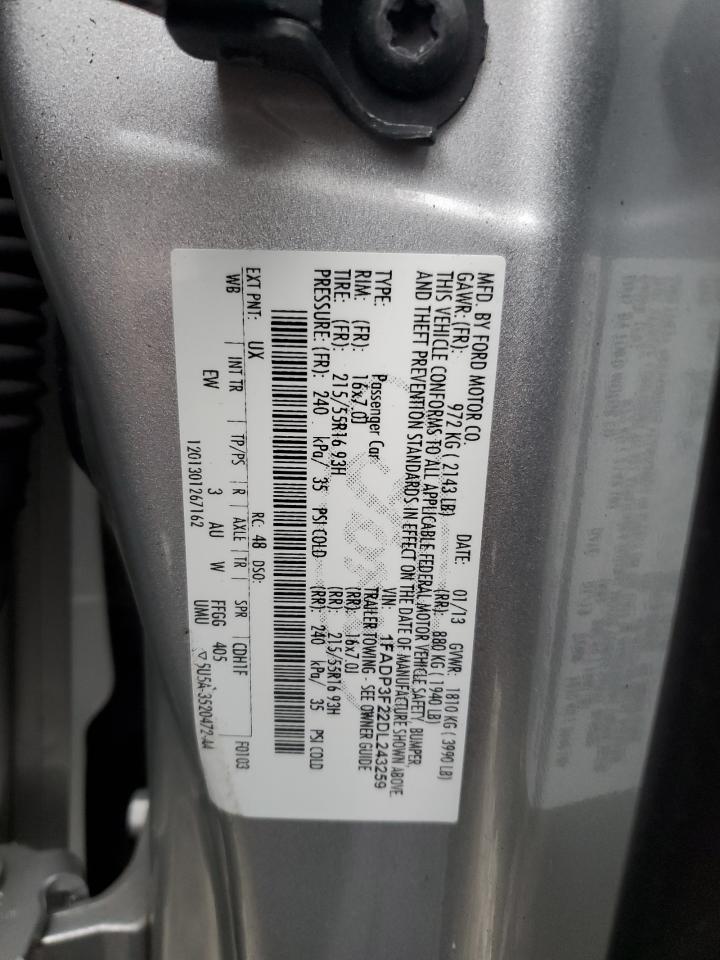 MFD. BY FORD MOTOR CO.
DATE: 01/13 GVWR: 1810 KG ( 3990 LB)
GAWR:(FR): 972 KG ( 2143 LB) (RR): 880 KG ( 1940 LB)
THIS VEHICLE CONFORMS TO ALL APPLICABLE FEDERAL MOTOR VEHICLE SAFETY, BUMPER,
AND THEFT PREVENTION STANDARDS IN EFFECT ON THE DATE OF MANUFACTURE SHOWN ABOVE.
VIN: 1FADP3F22DL243259
TYPE: Passenger Car TRAILER TOWING - SEE OWNER GUIDE
RIM: (FR): 16x7.0J (RR): 16x7.0J
TIRE: (FR): 215/55R16 93H (RR): 215/55R16 93H
PRESSURE: (FR): 240 kPa/ 35 PSI COLD (RR): 240 kPa/ 35 PSI COLD
EXT PNT: UX RC: 48 DSO: F0103
WB INT TR TP/PS R AXLE TR SPR CDH1F
EW 3 AU W FFGG 405
UMU
1201301267162 5U5A-3520472-AA